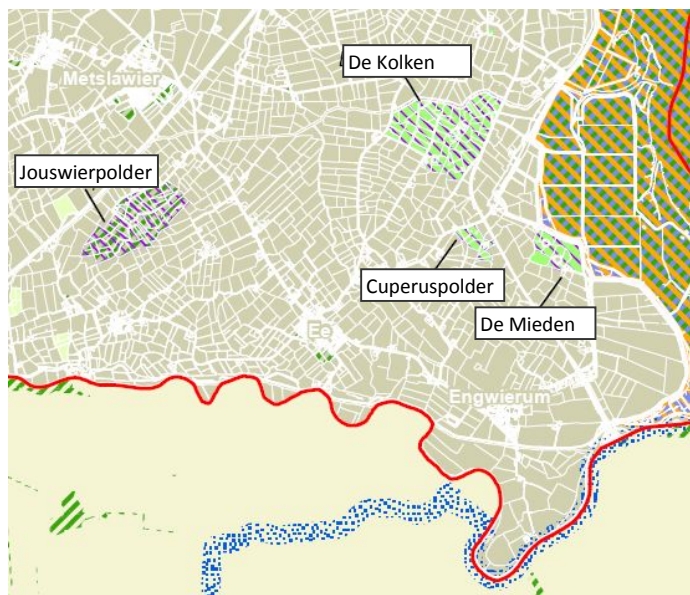 De Kolken
Metslawier
Jouswierpolder
Cuperuspolder
De Mieden
Ee
Engwierum